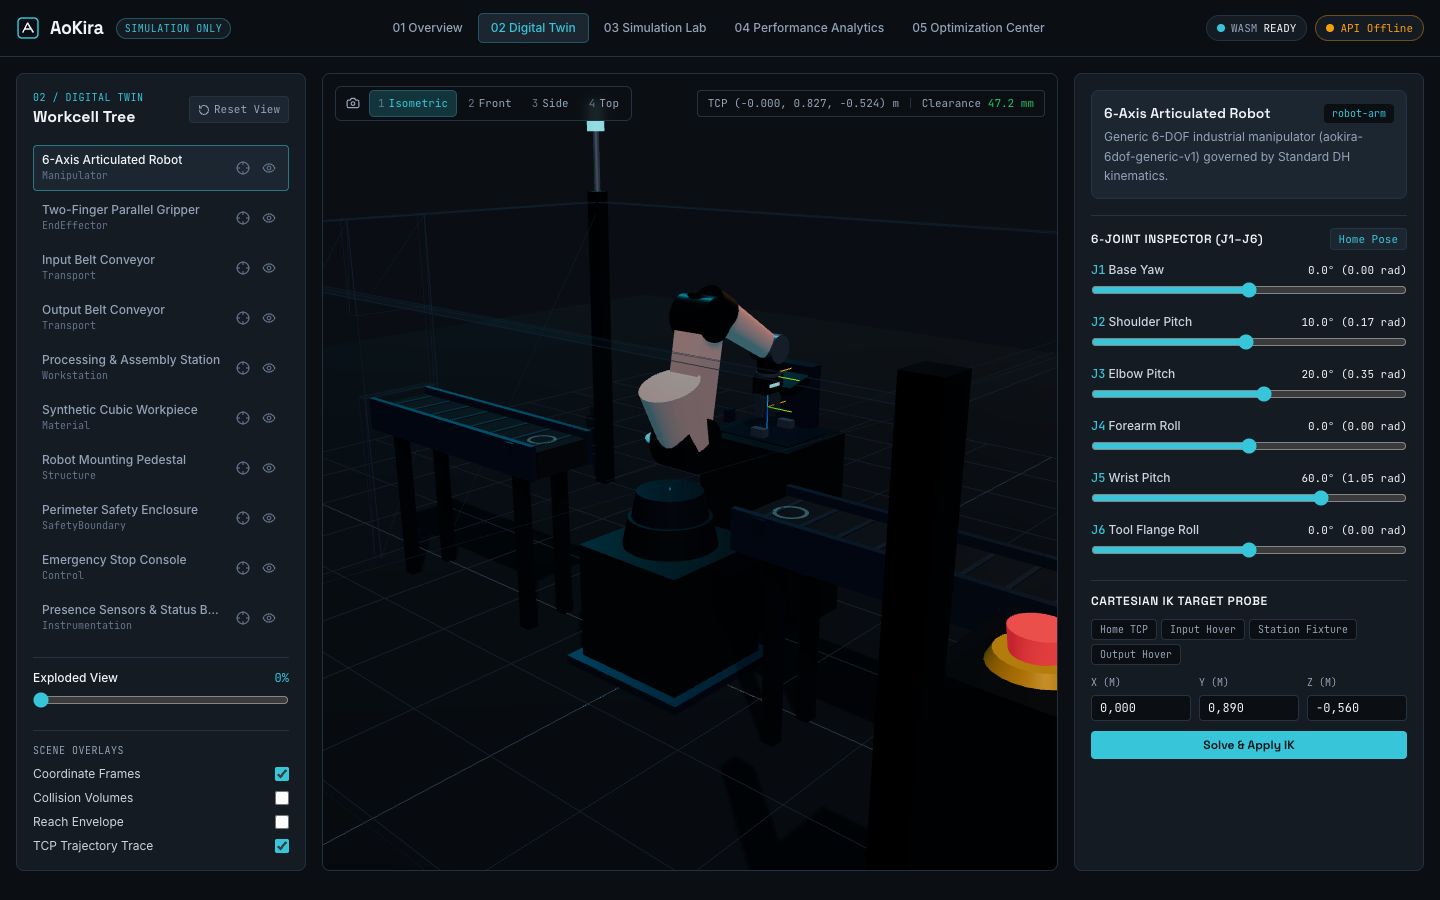 AoKira
SIMULATION ONLY
01 Overview
02 Digital Twin
03 Simulation Lab
04 Performance Analytics
05 Optimization Center
WASM READY
API Offline
02 / DIGITAL TWIN
Workcell Tree
Reset View
6-Axis Articulated Robot
Manipulator
Two-Finger Parallel Gripper
EndEffector
Input Belt Conveyor
Transport
Output Belt Conveyor
Transport
Processing & Assembly Station
Workstation
Synthetic Cubic Workpiece
Material
Robot Mounting Pedestal
Structure
Perimeter Safety Enclosure
SafetyBoundary
Emergency Stop Console
Control
Presence Sensors & Status B...
Instrumentation
Exploded View 0%
SCENE OVERLAYS
Coordinate Frames
Collision Volumes
Reach Envelope
TCP Trajectory Trace
1 Isometric
2 Front
3 Side
4 Top
TCP (-0.000, 0.827, -0.524) m
Clearance 47.2 mm
6-Axis Articulated Robot
robot-arm
Generic 6-DOF industrial manipulator (aokira-
6dof-generic-v1) governed by Standard DH
kinematics.
6-JOINT INSPECTOR (J1–J6)
Home Pose
J1 Base Yaw 0.0° (0.00 rad)
J2 Shoulder Pitch 10.0° (0.17 rad)
J3 Elbow Pitch 20.0° (0.35 rad)
J4 Forearm Roll 0.0° (0.00 rad)
J5 Wrist Pitch 60.0° (1.05 rad)
J6 Tool Flange Roll 0.0° (0.00 rad)
CARTESIAN IK TARGET PROBE
Home TCP
Input Hover
Station Fixture
Output Hover
X (M) Y (M) Z (M)
0,000 0,890 -0,560
Solve & Apply IK